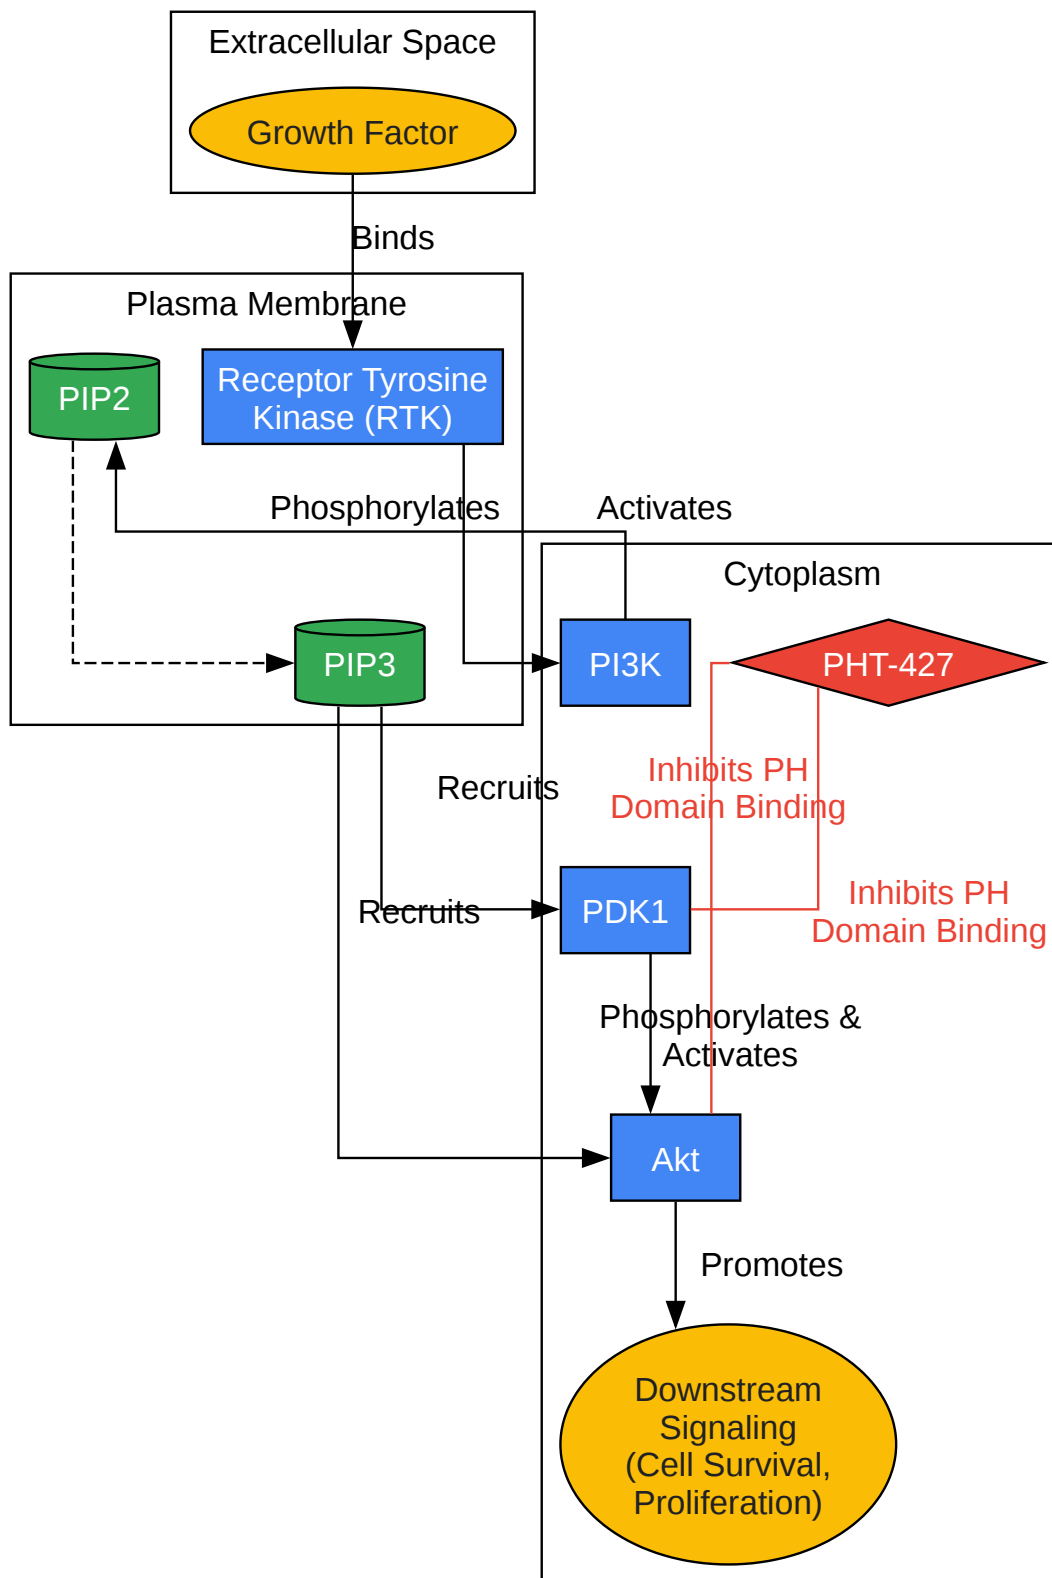 Extracellular Space
Growth Factor
Binds
Plasma Membrane
PIP2
Receptor Tyrosine
Kinase (RTK)
Phosphorylates
Activates
Cytoplasm
PIP3
PI3K
PHT-427
Inhibits PH
Domain Binding
Recruits
Recruits
PDK1
Inhibits PH
Domain Binding
Phosphorylates &
Activates
Akt
Promotes
Downstream
Signaling
(Cell Survival,
Proliferation)